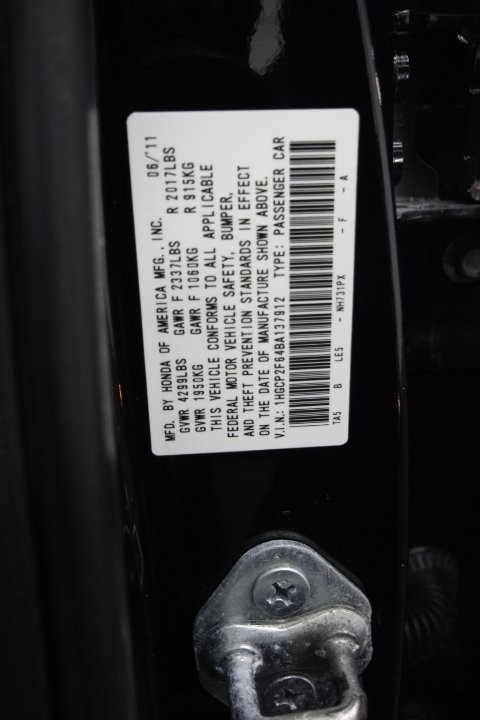 MFD. BY HONDA OF AMERICA MFG., INC. 06/'11
GVWR 4299LBS GAWR F 2337LBS R 2017LBS
GVWR 1950KG GAWR F 1060KG R 915KG
THIS VEHICLE CONFORMS TO ALL APPLICABLE
FEDERAL MOTOR VEHICLE SAFETY, BUMPER,
AND THEFT PREVENTION STANDARDS IN EFFECT
ON THE DATE OF MANUFACTURE SHOWN ABOVE.
V.I.N.: 1HGCP2F64BA137912 TYPE: PASSENGER CAR
TA5 B LE5 - NH731PX - F - A